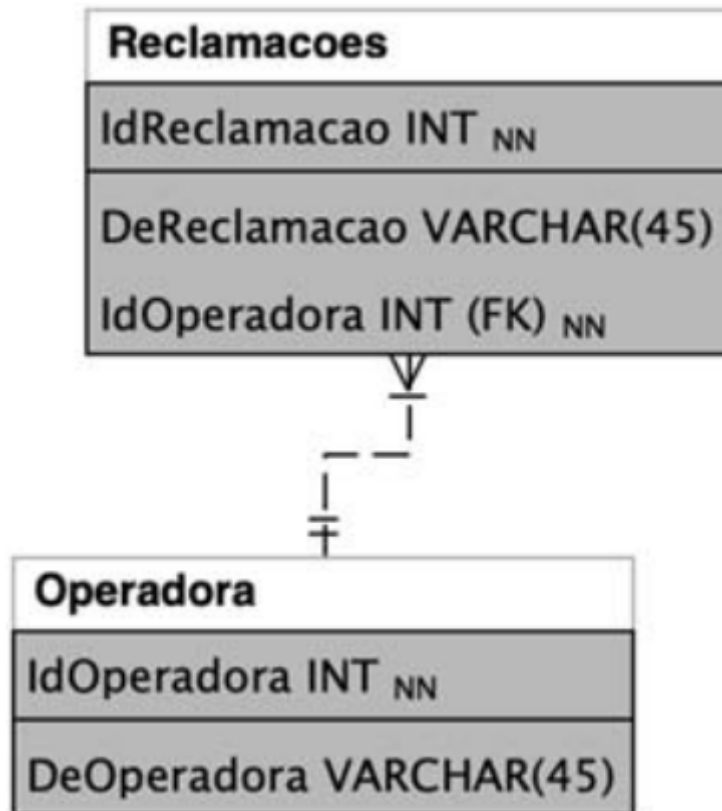 Reclamacoes
IdReclamacao INT NN
DeReclamacao VARCHAR(45)
IdOperadora INT (FK) NN
Operadora
IdOperadora INT NN
DeOperadora VARCHAR(45)